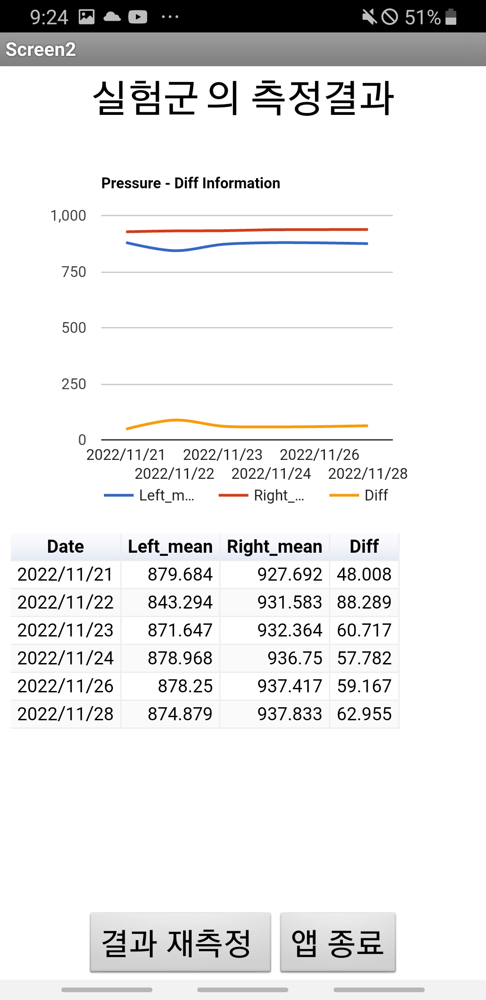 9:24 ... 51%
Screen2
실험군 의 측정결과
Pressure - Diff Information
1,000
750
500
250
0
2022/11/21 2022/11/23 2022/11/26
2022/11/22 2022/11/24 2022/11/28
Left_m... Right_... Diff
Date Left_mean Right_mean Diff
2022/11/21 879.684 927.692 48.008
2022/11/22 843.294 931.583 88.289
2022/11/23 871.647 932.364 60.717
2022/11/24 878.968 936.75 57.782
2022/11/26 878.25 937.417 59.167
2022/11/28 874.879 937.833 62.955
결과 재측정 앱 종료